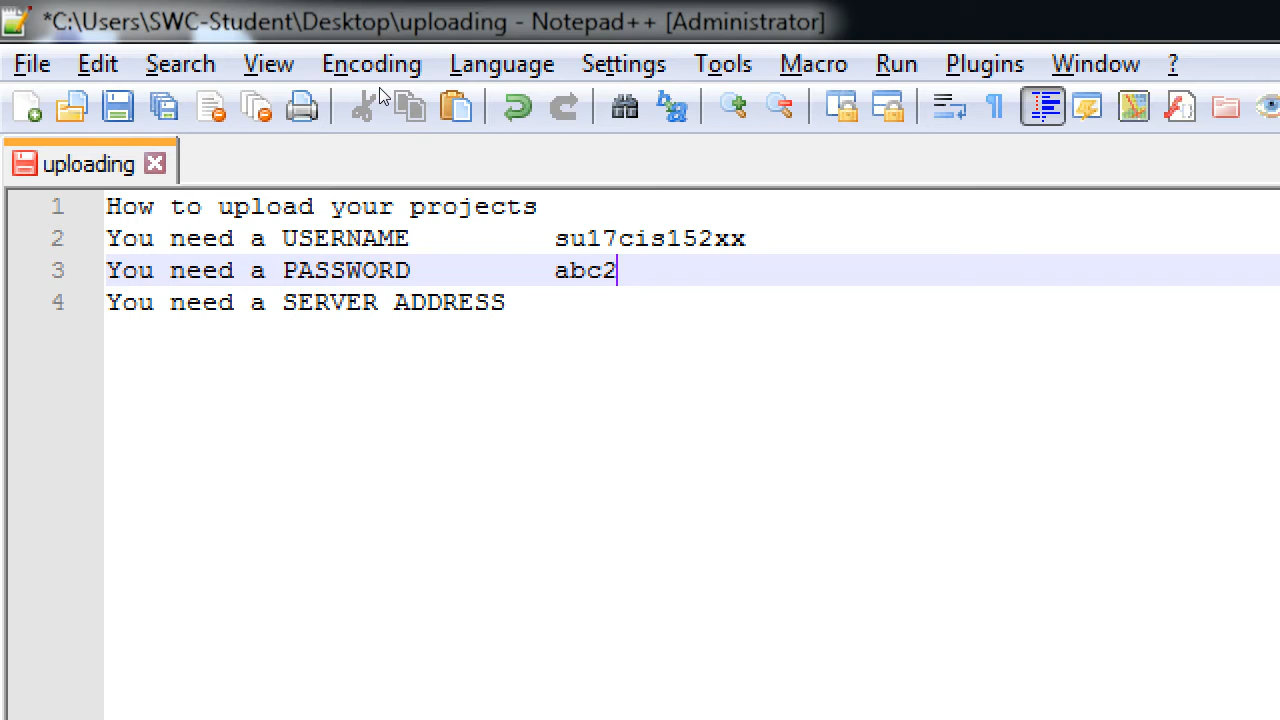 *C:\Users\SWC-Student\Desktop\uploading - Notepad++ [Administrator]
File Edit Search View Encoding Language Settings Tools Macro Run Plugins Window ?
uploading
1 How to upload your projects
2 You need a USERNAME su17cis152xx
3 You need a PASSWORD abc2
4 You need a SERVER ADDRESS